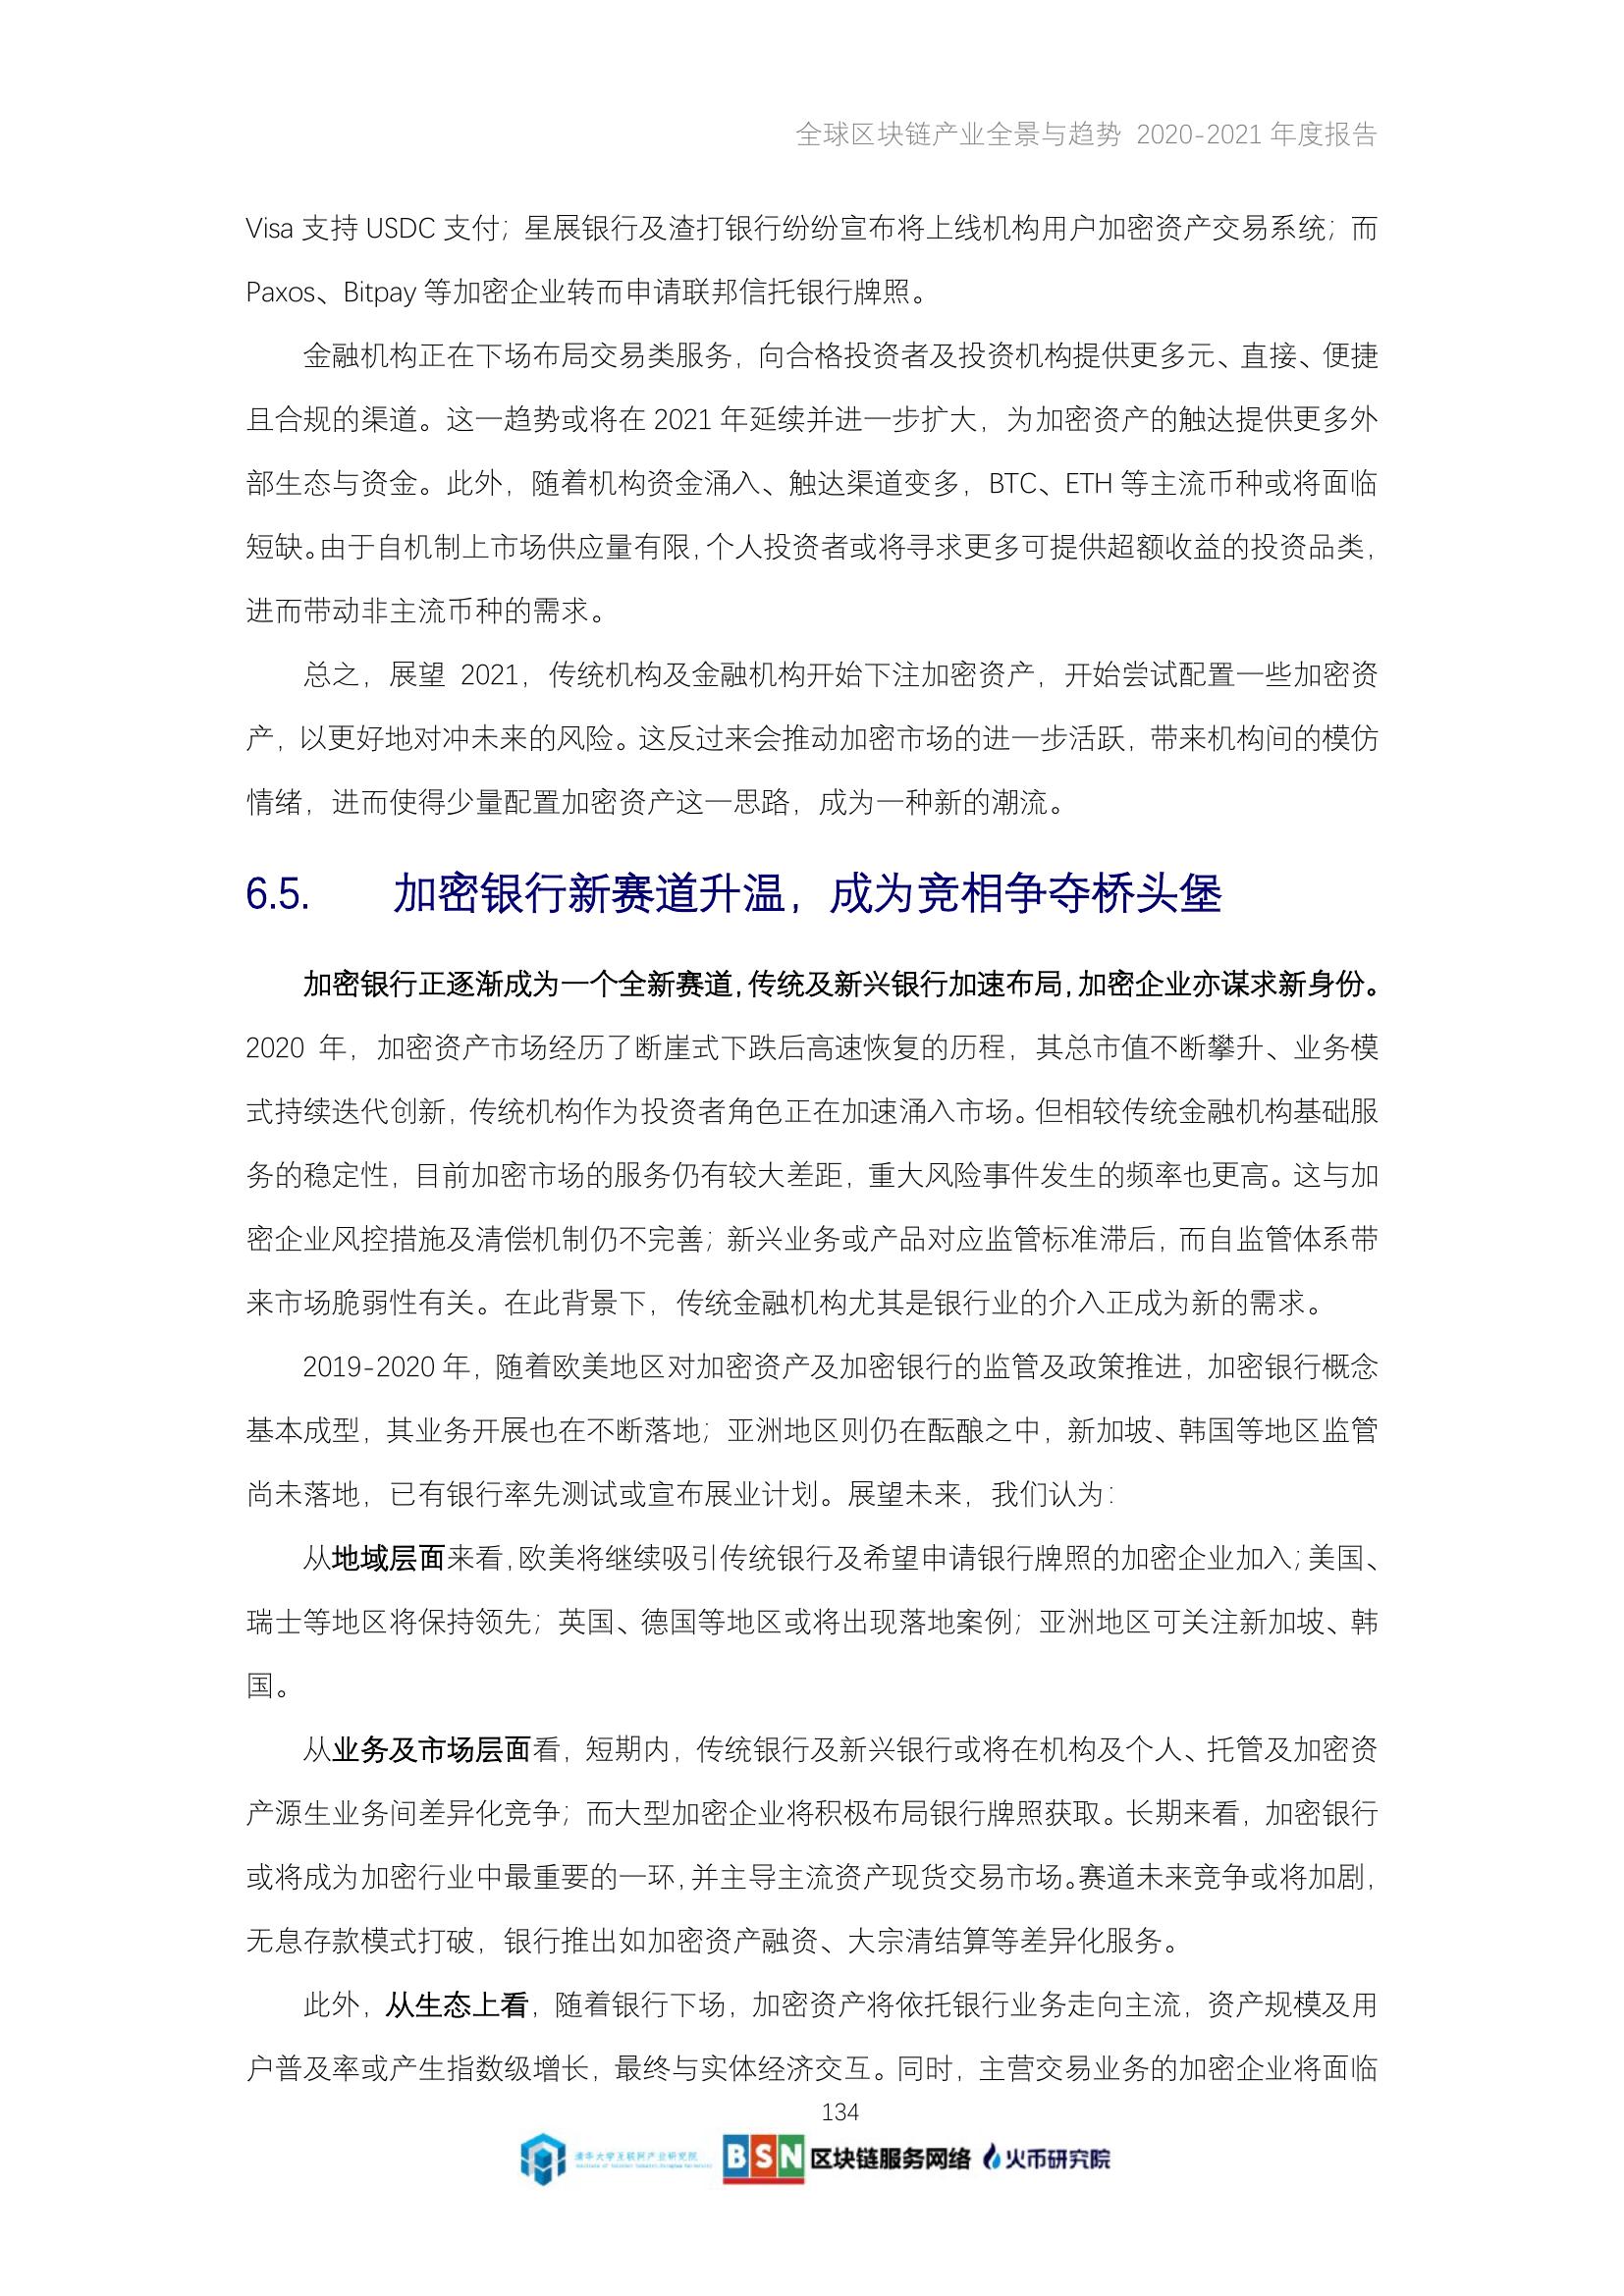 全球区块链产业全景与趋势 2020-2021 年度报告
Visa 支持 USDC 支付；星展银行及渣打银行纷纷宣布将上线机构用户加密资产交易系统；而
Paxos、Bitpay 等加密企业转而申请联邦信托银行牌照。
金融机构正在下场布局交易类服务，向合格投资者及投资机构提供更多元、直接、便捷
且合规的渠道。这一趋势或将在 2021 年延续并进一步扩大，为加密资产的触达提供更多外
部生态与资金。此外，随着机构资金涌入、触达渠道变多，BTC、ETH 等主流币种或将面临
短缺。由于自机制上市场供应量有限，个人投资者或将寻求更多可提供超额收益的投资品类，
进而带动非主流币种的需求。
总之，展望 2021，传统机构及金融机构开始下注加密资产，开始尝试配置一些加密资
产，以更好地对冲未来的风险。这反过来会推动加密市场的进一步活跃，带来机构间的模仿
情绪，进而使得少量配置加密资产这一思路，成为一种新的潮流。
6.5. 加密银行新赛道升温，成为竞相争夺桥头堡
加密银行正逐渐成为一个全新赛道，传统及新兴银行加速布局，加密企业亦谋求新身份。
2020 年，加密资产市场经历了断崖式下跌后高速恢复的历程，其总市值不断攀升、业务模
式持续迭代创新，传统机构作为投资者角色正在加速涌入市场。但相较传统金融机构基础服
务的稳定性，目前加密市场的服务仍有较大差距，重大风险事件发生的频率也更高。这与加
密企业风控措施及清偿机制仍不完善；新兴业务或产品对应监管标准滞后，而自监管体系带
来市场脆弱性有关。在此背景下，传统金融机构尤其是银行业的介入正成为新的需求。
2019-2020 年，随着欧美地区对加密资产及加密银行的监管及政策推进，加密银行概念
基本成型，其业务开展也在不断落地；亚洲地区则仍在酝酿之中，新加坡、韩国等地区监管
尚未落地，已有银行率先测试或宣布展业计划。展望未来，我们认为：
从地域层面来看，欧美将继续吸引传统银行及希望申请银行牌照的加密企业加入；美国、
瑞士等地区将保持领先；英国、德国等地区或将出现落地案例；亚洲地区可关注新加坡、韩
国。
从业务及市场层面看，短期内，传统银行及新兴银行或将在机构及个人、托管及加密资
产源生业务间差异化竞争；而大型加密企业将积极布局银行牌照获取。长期来看，加密银行
或将成为加密行业中最重要的一环，并主导主流资产现货交易市场。赛道未来竞争或将加剧，
无息存款模式打破，银行推出如加密资产融资、大宗清结算等差异化服务。
此外，从生态上看，随着银行下场，加密资产将依托银行业务走向主流，资产规模及用
户普及率或产生指数级增长，最终与实体经济交互。同时，主营交易业务的加密企业将面临
134
清华大学互联网产业研究院 BSN 区块链服务网络 火币研究院